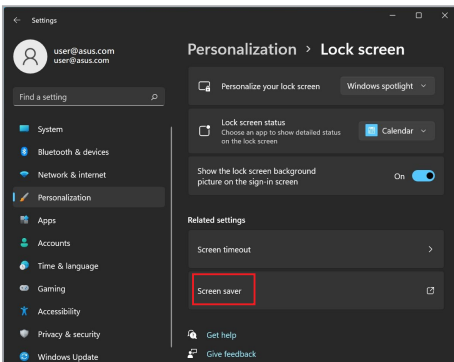 Settings
user@asus.com
user@asus.com
Find a setting
System
Bluetooth & devices
Network & internet
Personalization
Apps
Accounts
Time & language
Gaming
Accessibility
Privacy & security
Windows Update
Personalization > Lock screen
Personalize your lock screen
Windows spotlight
Lock screen status
Choose an app to show detailed status
on the lock screen
Calendar
Show the lock screen background
picture on the sign-in screen
On
Related settings
Screen timeout
Screen saver
Get help
Give feedback